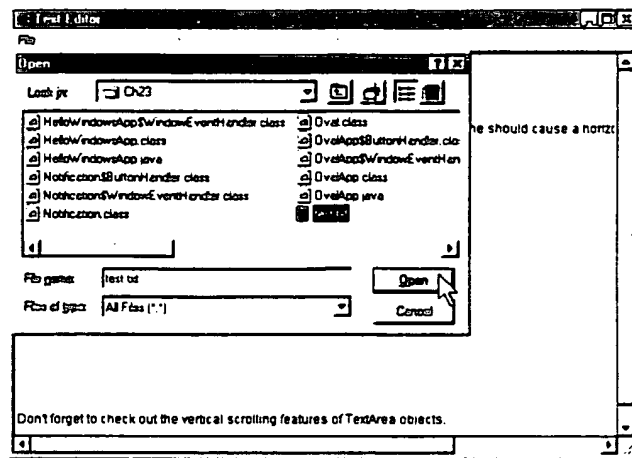 Text Editor
File
Open
Look in: Ch23
HelloWindowsApp$WindowEventHandler.class
HelloWindowsApp.class
HelloWindowsApp.java
Notification$ButtonHandler.class
Notification$WindowEventHandler.class
Notification.class
Oval.class
OvalApp$ButtonHandler.clas
OvalApp$WindowEventHan
OvalApp.class
OvalApp.java
he should cause a horizo
File name: test.txt
Open
Files of type: All Files (*.*)
Cancel
Don't forget to check out the vertical scrolling features of TextArea objects.